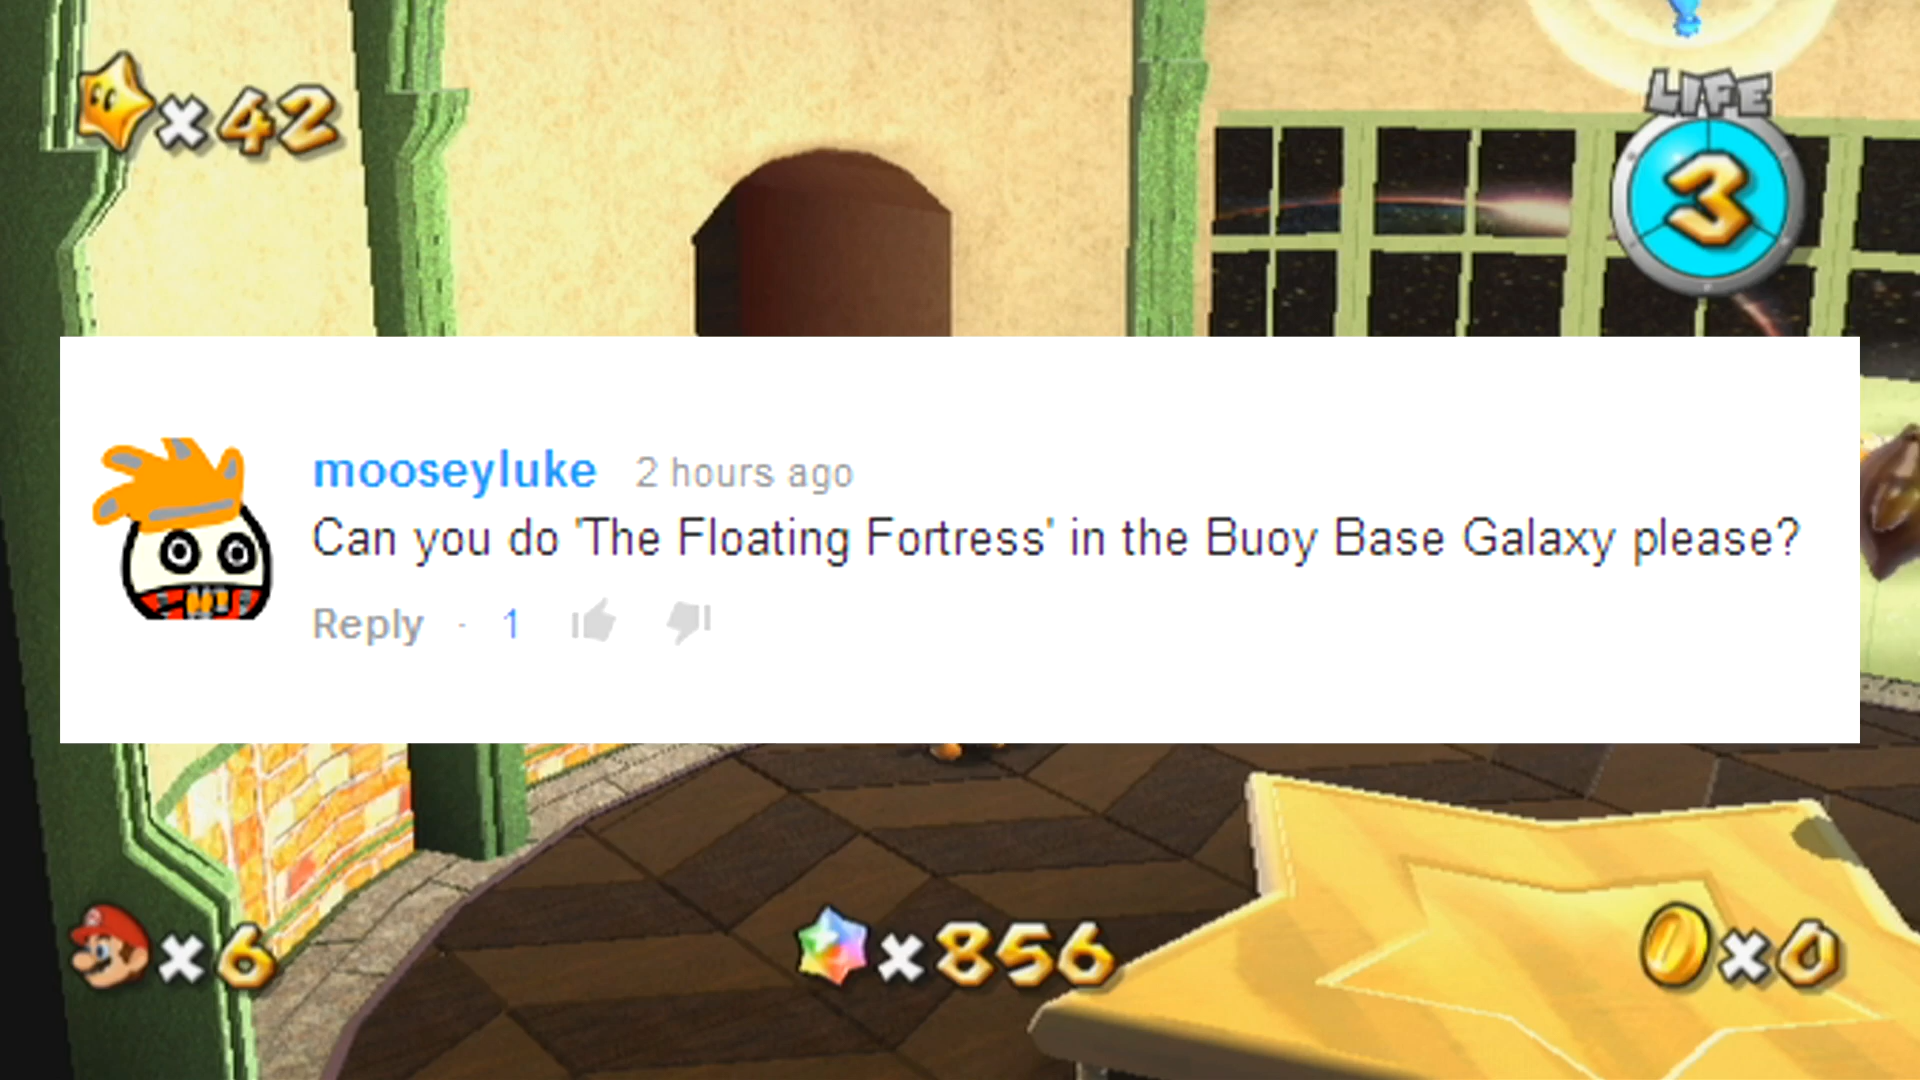 ×42
LIFE
3
mooseyluke 2 hours ago
Can you do 'The Floating Fortress' in the Buoy Base Galaxy please?
Reply · 1
×6
×856
×0